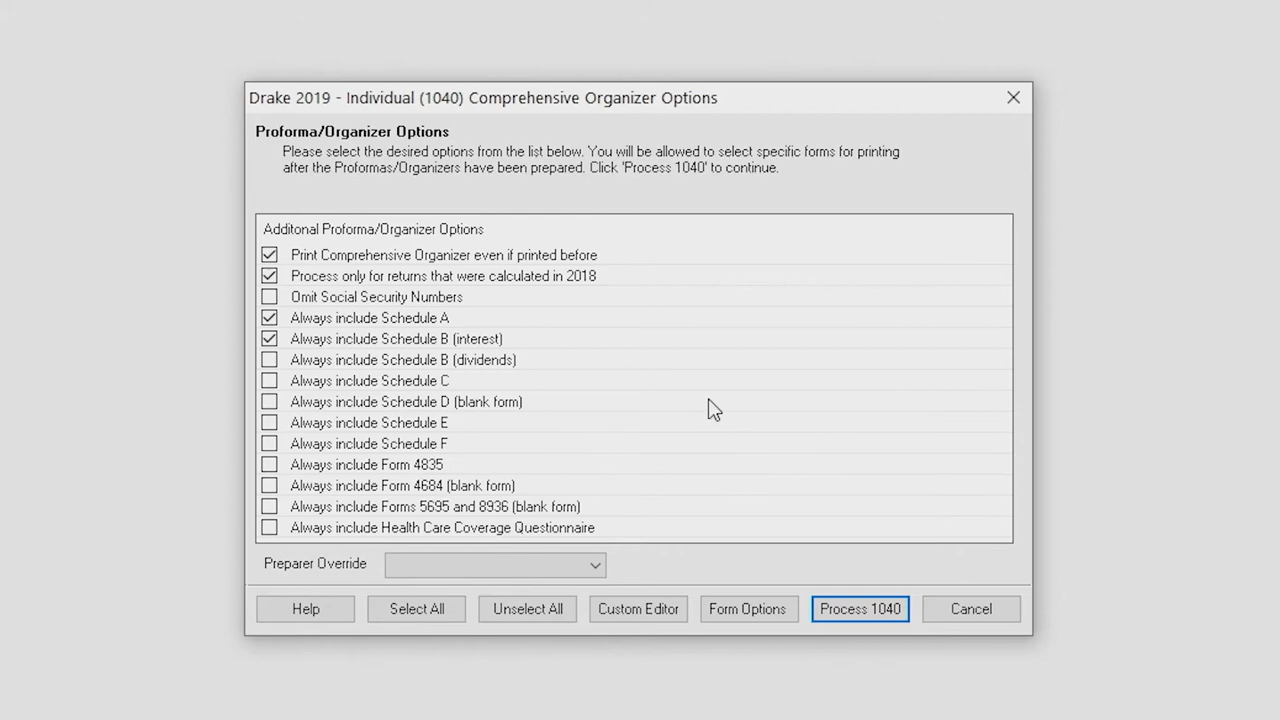 Drake 2019 - Individual (1040) Comprehensive Organizer Options
Proforma/Organizer Options
Please select the desired options from the list below. You will be allowed to select specific forms for printing
after the Proformas/Organizers have been prepared. Click 'Process 1040' to continue.
Additonal Proforma/Organizer Options
Print Comprehensive Organizer even if printed before
Process only for returns that were calculated in 2018
Omit Social Security Numbers
Always include Schedule A
Always include Schedule B (interest)
Always include Schedule B (dividends)
Always include Schedule C
Always include Schedule D (blank form)
Always include Schedule E
Always include Schedule F
Always include Form 4835
Always include Form 4684 (blank form)
Always include Forms 5695 and 8936 (blank form)
Always include Health Care Coverage Questionnaire
Preparer Override
Help Select All Unselect All Custom Editor Form Options Process 1040 Cancel